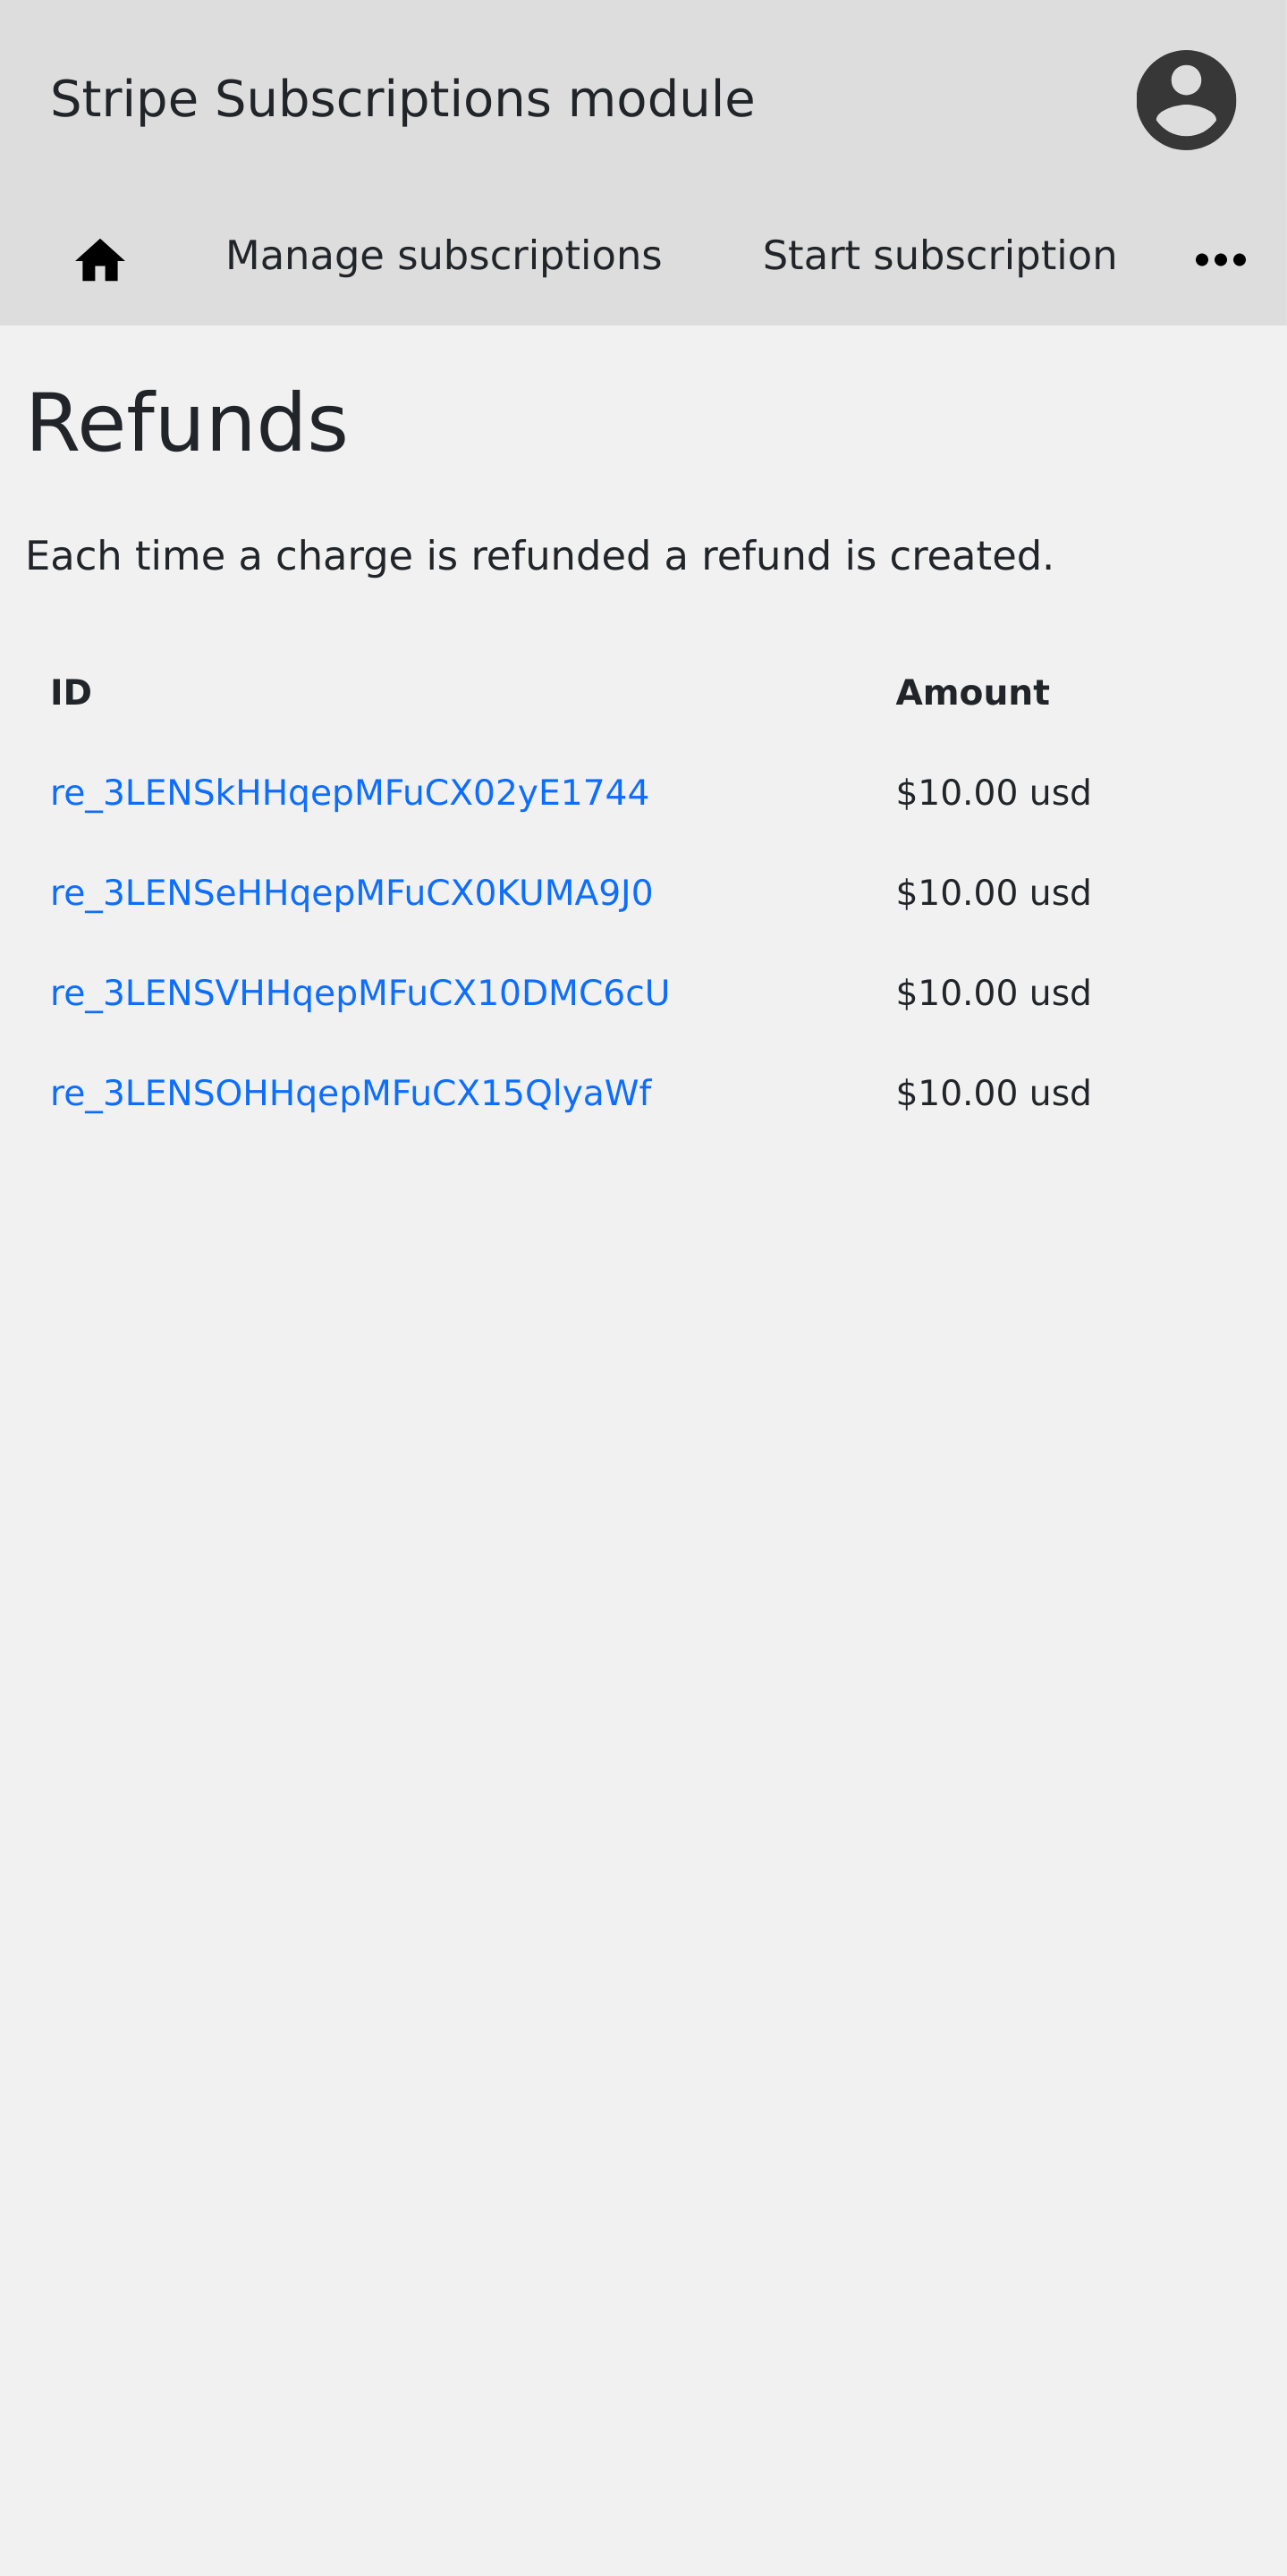 Stripe Subscriptions module
Manage subscriptions Start subscription
Refunds
Each time a charge is refunded a refund is created.
ID Amount
re_3LENSkHHqepMFuCX02yE1744 $10.00 usd
re_3LENSeHHqepMFuCX0KUMA9J0 $10.00 usd
re_3LENSVHHqepMFuCX10DMC6cU $10.00 usd
re_3LENSOHHqepMFuCX15QlyaWf $10.00 usd